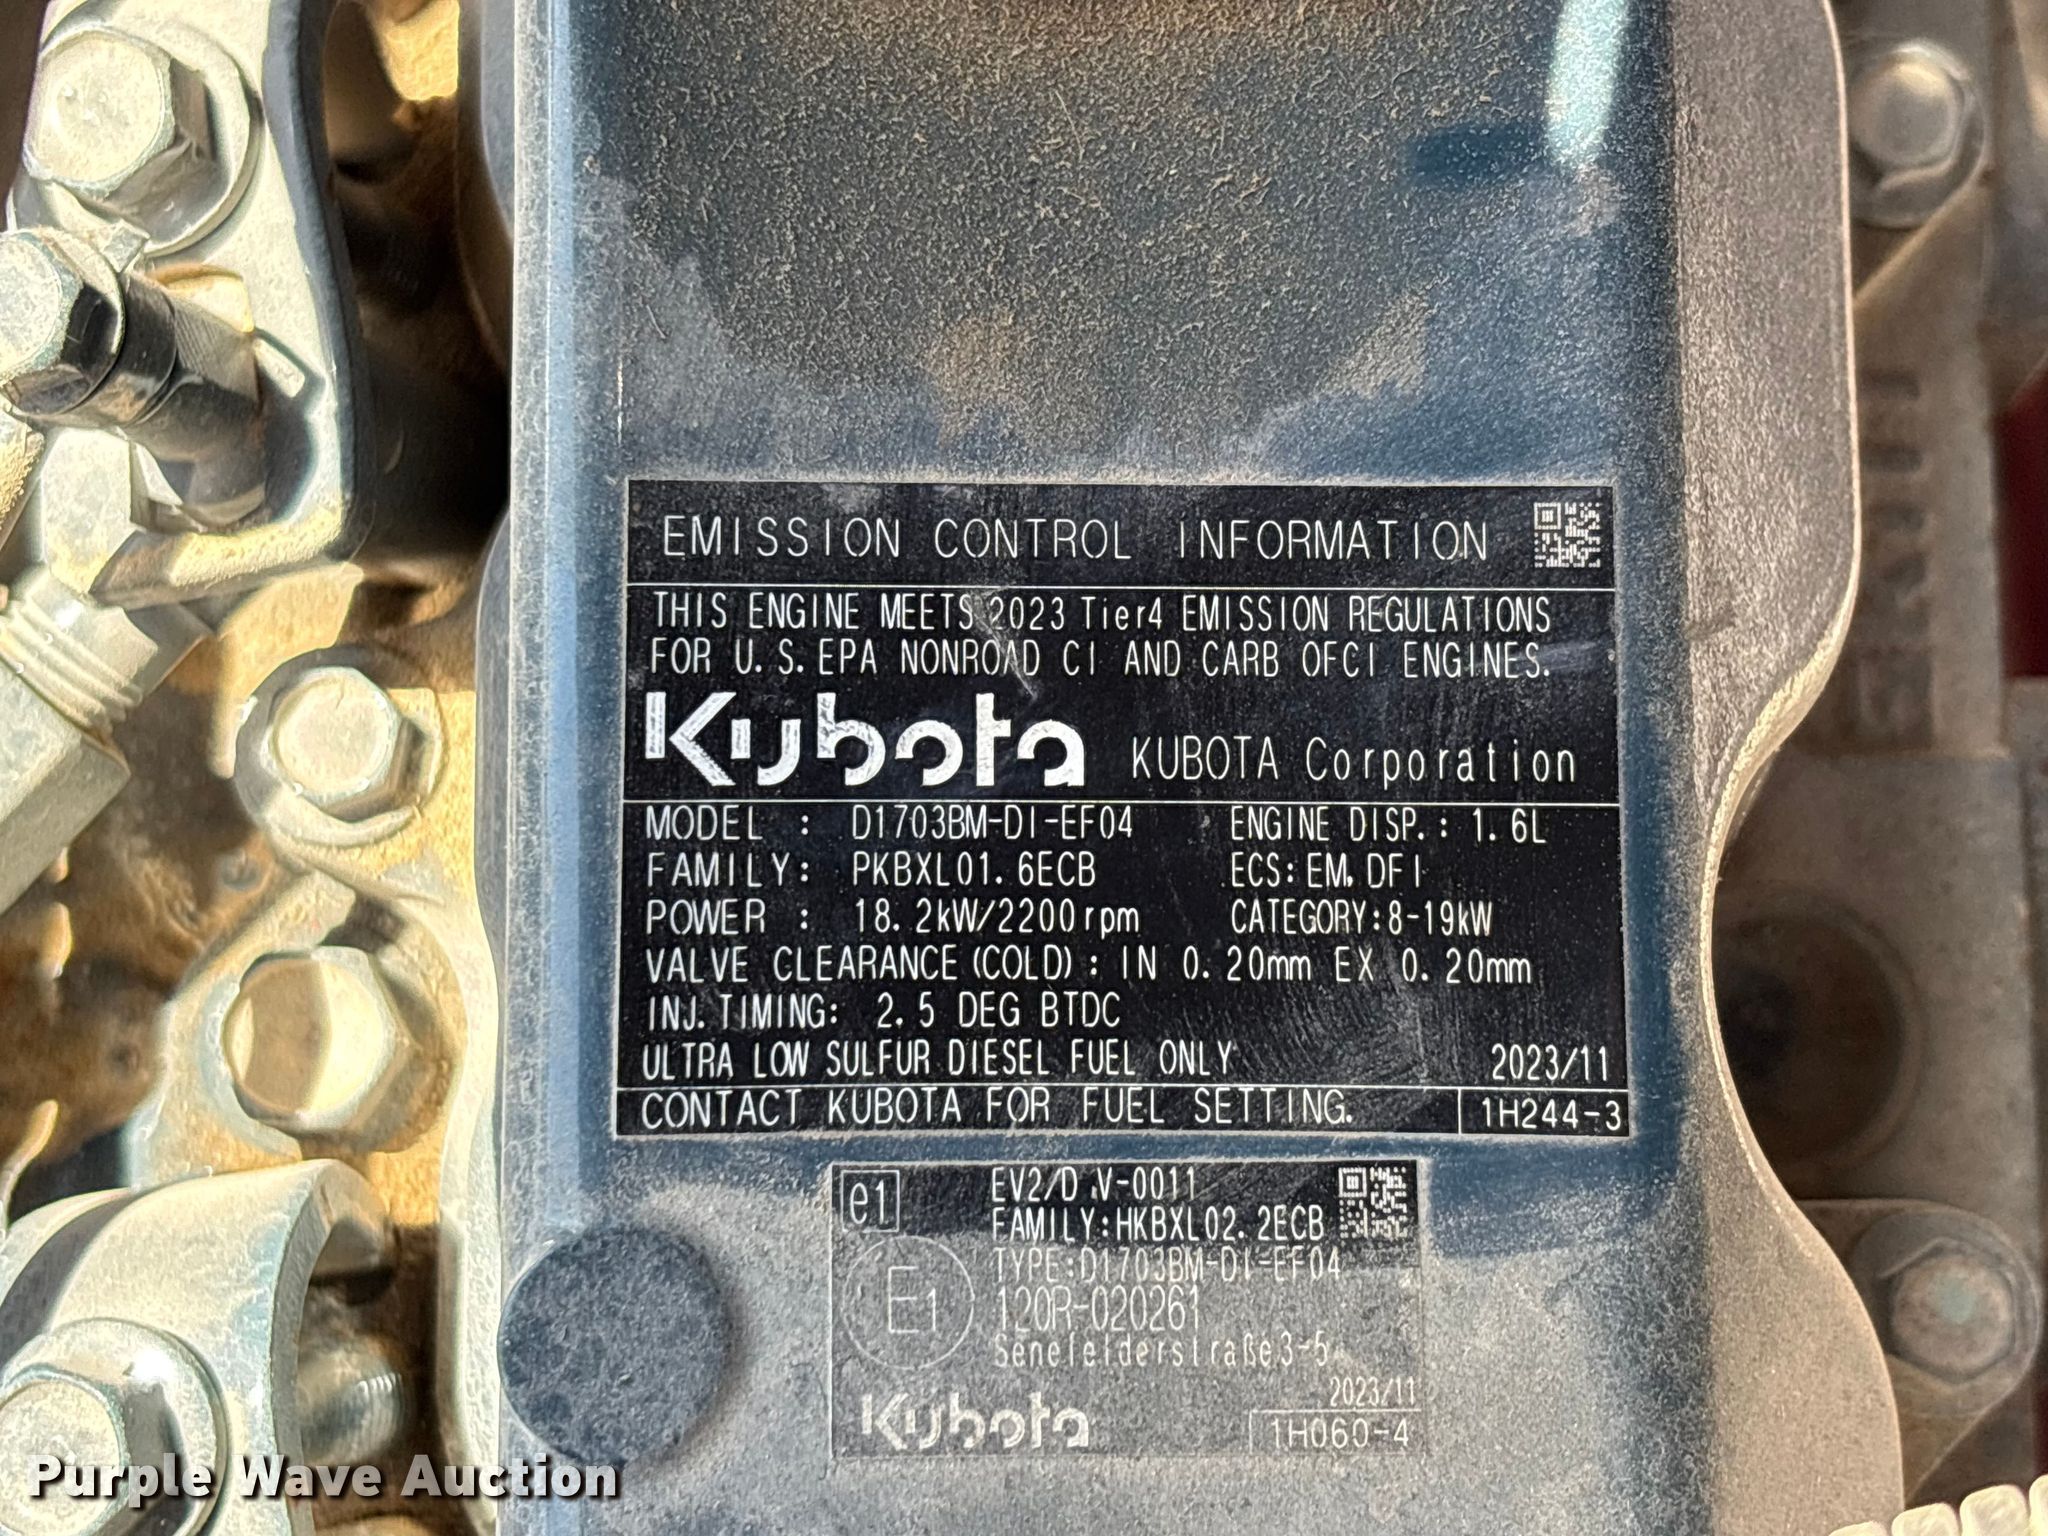 EMISSION CONTROL INFORMATION
THIS ENGINE MEETS 2023 Tier4 EMISSION REGULATIONS
FOR U.S.EPA NONROAD CI AND CARB OFCI ENGINES.
Kubota KUBOTA Corporation
MODEL : D1703BM-DI-EF04 ENGINE DISP.: 1.6L
FAMILY: PKBXL01.6ECB ECS:EM,DFI
POWER : 18.2kW/2200rpm CATEGORY:8-19kW
VALVE CLEARANCE(COLD): IN 0.20mm EX 0.20mm
INJ.TIMING: 2.5 DEG BTDC
ULTRA LOW SULFUR DIESEL FUEL ONLY 2023/11
CONTACT KUBOTA FOR FUEL SETTING. 1H244-3
e1 EV2/D V-0011
FAMILY:HKBXL02.2ECB
TYPE:D1703BM-DI-EF04
E1 120R-020261
Senefelderstraße3-5
2023/11
Kubota 1H060-4
Purple Wave Auction